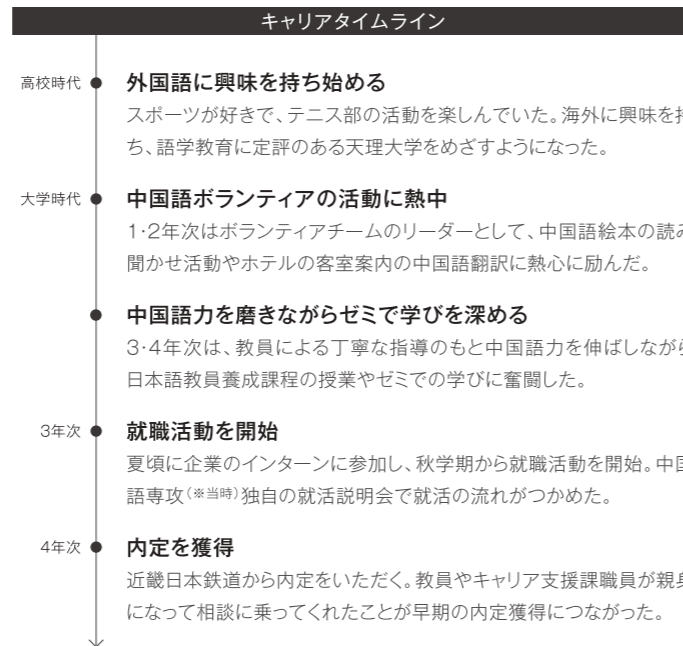 キャリアタイムライン
高校時代
外国語に興味を持ち始める
スポーツが好きで、テニス部の活動を楽しんでいた。海外に興味を
ち、語学教育に定評のある天理大学をめざすようになった。
大学時代
中国語ボランティアの活動に熱中
1・2年次はボランティアチームのリーダーとして、中国語絵本の読み
聞かせ活動やホテルの客室案内の中国語翻訳に熱心に励んだ。
中国語力を磨きながらゼミで学びを深める
3・4年次は、教員による丁寧な指導のもと中国語力を伸ばしながら
日本語教員養成課程の授業やゼミでの学びに奮闘した。
3年次
就職活動を開始
夏頃に企業のインターンに参加し、秋学期から就職活動を開始。中国
語専攻(※当時)独自の就活説明会で就活の流れがつかめた。
4年次
内定を獲得
近畿日本鉄道から内定をいただく。教員やキャリア支援課職員が親身
になって相談に乗ってくれたことが早期の内定獲得につながった。